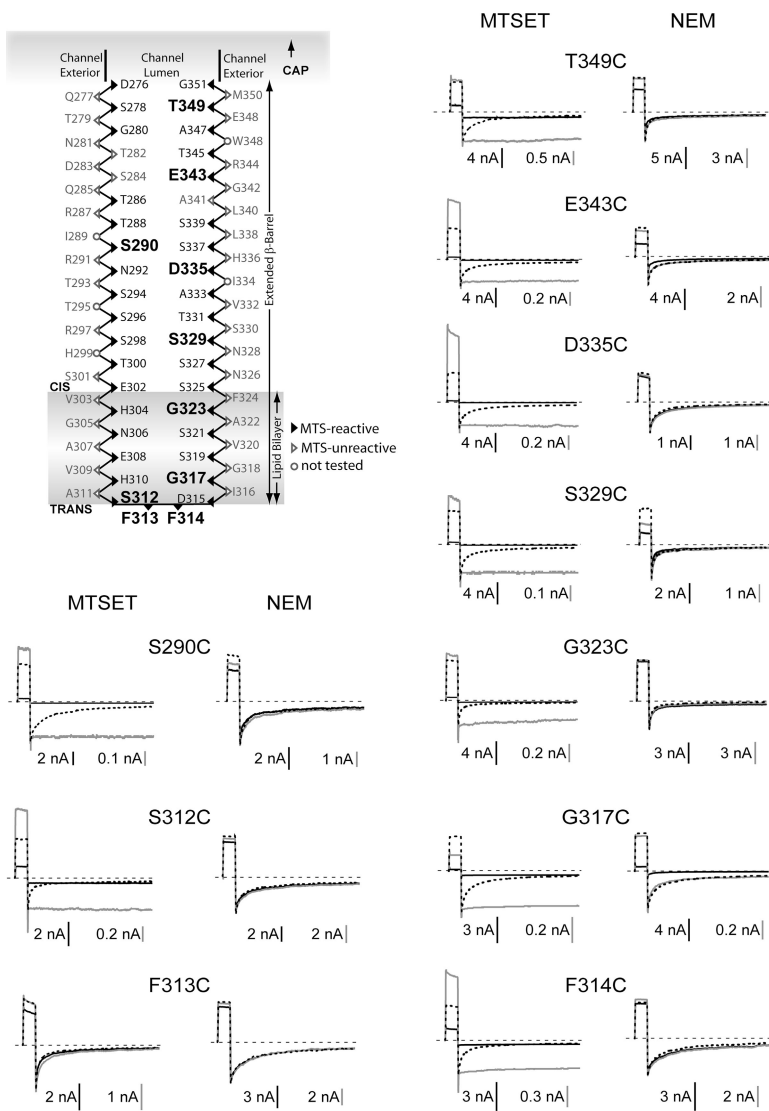 Channel Exterior
Channel Lumen
Channel Exterior
CAP
D276
Q277
S278
T279
G280
N281
T282
D283
S284
Q285
T286
R287
T288
I289
S290
R291
N292
T293
S294
T295
S296
R297
S298
H299
T300
S301
E302
CIS
V303
H304
G305
N306
A307
E308
V309
H310
A311
S312
TRANS
F313
F314
G351
M350
T349
E348
A347
W348
T345
R344
E343
G342
A341
L340
S339
L338
S337
H336
D335
I334
A333
V332
T331
S330
S329
N328
S327
N326
S325
F324
G323
A322
S321
V320
S319
G318
G317
I316
D315
Extended β-Barrel
Lipid Bilayer
MTS-reactive
MTS-unreactive
not tested
MTSET NEM
S290C
2 nA 0.1 nA 2 nA 1 nA
S312C
2 nA 0.2 nA 2 nA 2 nA
F313C
2 nA 1 nA 3 nA 2 nA
MTSET NEM
T349C
4 nA 0.5 nA 5 nA 3 nA
E343C
4 nA 0.2 nA 4 nA 2 nA
D335C
4 nA 0.2 nA 1 nA 1 nA
S329C
4 nA 0.1 nA 2 nA 1 nA
G323C
4 nA 0.2 nA 3 nA 3 nA
G317C
3 nA 0.2 nA 4 nA 0.2 nA
F314C
3 nA 0.3 nA 3 nA 2 nA